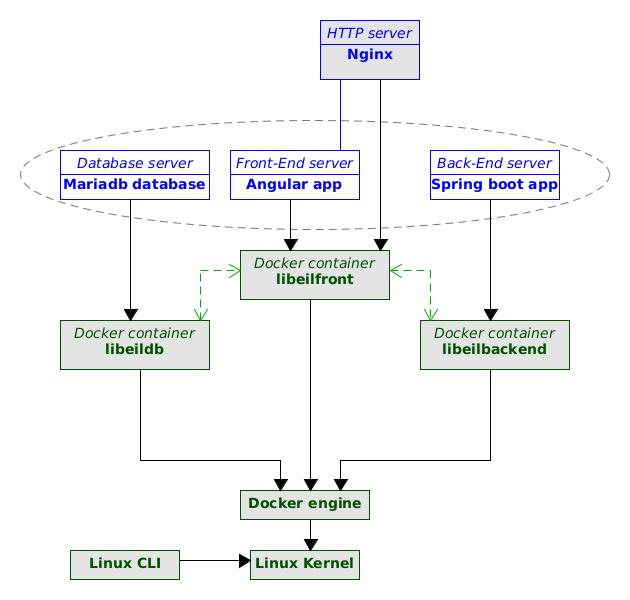 HTTP server
Nginx
Database server
Mariadb database
Front-End server
Angular app
Back-End server
Spring boot app
Docker container
libeilfront
Docker container
libeildb
Docker container
libeilbackend
Docker engine
Linux CLI
Linux Kernel